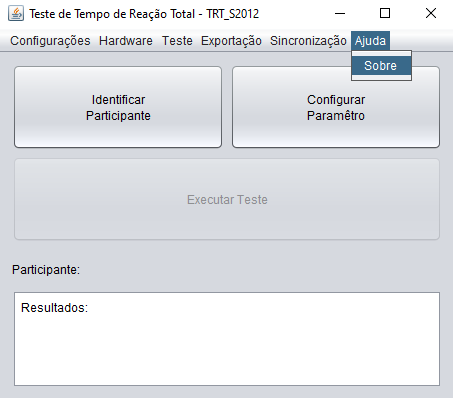 Teste de Tempo de Reação Total - TRT_S2012
Configurações Hardware Teste Exportação Sincronização Ajuda
Sobre
Identificar
Participante
Configurar
Paramêtro
Executar Teste
Participante:
Resultados: